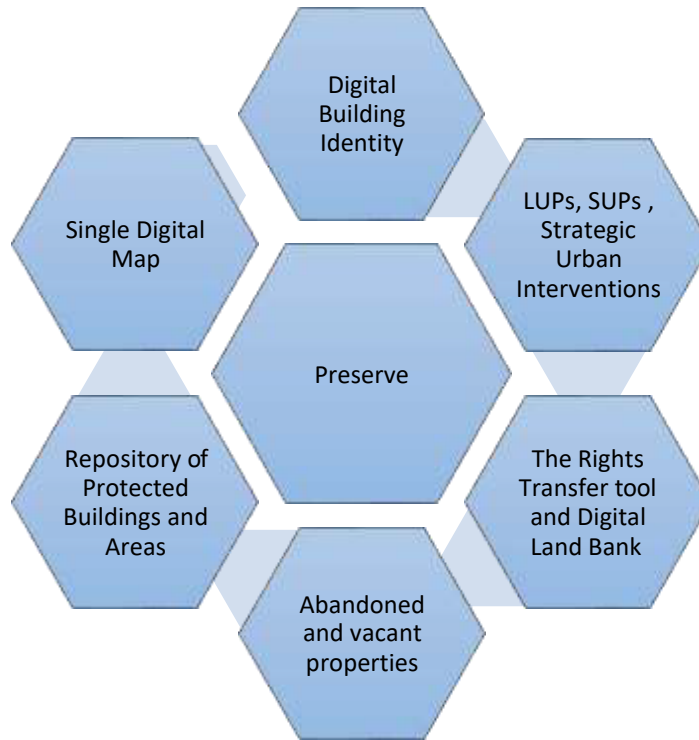 Digital
Building
Identity
LUPs, SUPs ,
Strategic
Urban
Interventions
Single Digital
Map
Preserve
The Rights
Transfer tool
and Digital
Land Bank
Repository of
Protected
Buildings and
Areas
Abandoned
and vacant
properties